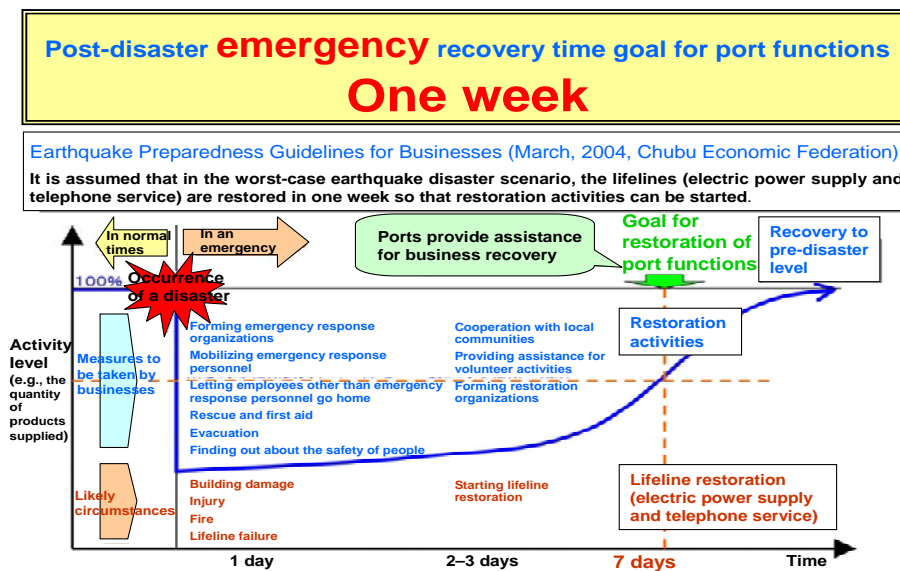 Post-disaster emergency recovery time goal for port functions
One week
Earthquake Preparedness Guidelines for Businesses (March, 2004, Chubu Economic Federation)
It is assumed that in the worst-case earthquake disaster scenario, the lifelines (electric power supply and
telephone service) are restored in one week so that restoration activities can be started.
In normal
times
In an
emergency
Ports provide assistance
for business recovery
Goal for
restoration of
port functions
Recovery to
pre-disaster
level
100%
Occurrence
of a disaster
Activity
level
(e.g., the
quantity
of
products
supplied)
Measures to
be taken by
businesses
Forming emergency response
organizations
Mobilizing emergency response
personnel
Letting employees other than emergency
response personnel go home
Rescue and first aid
Evacuation
Finding out about the safety of people
Cooperation with local
communities
Providing assistance for
volunteer activities
Forming restoration
organizations
Restoration
activities
Likely
circumstances
Building damage
Injury
Fire
Lifeline failure
Starting lifeline
restoration
Lifeline restoration
(electric power supply
and telephone service)
1 day
2–3 days
7 days
Time